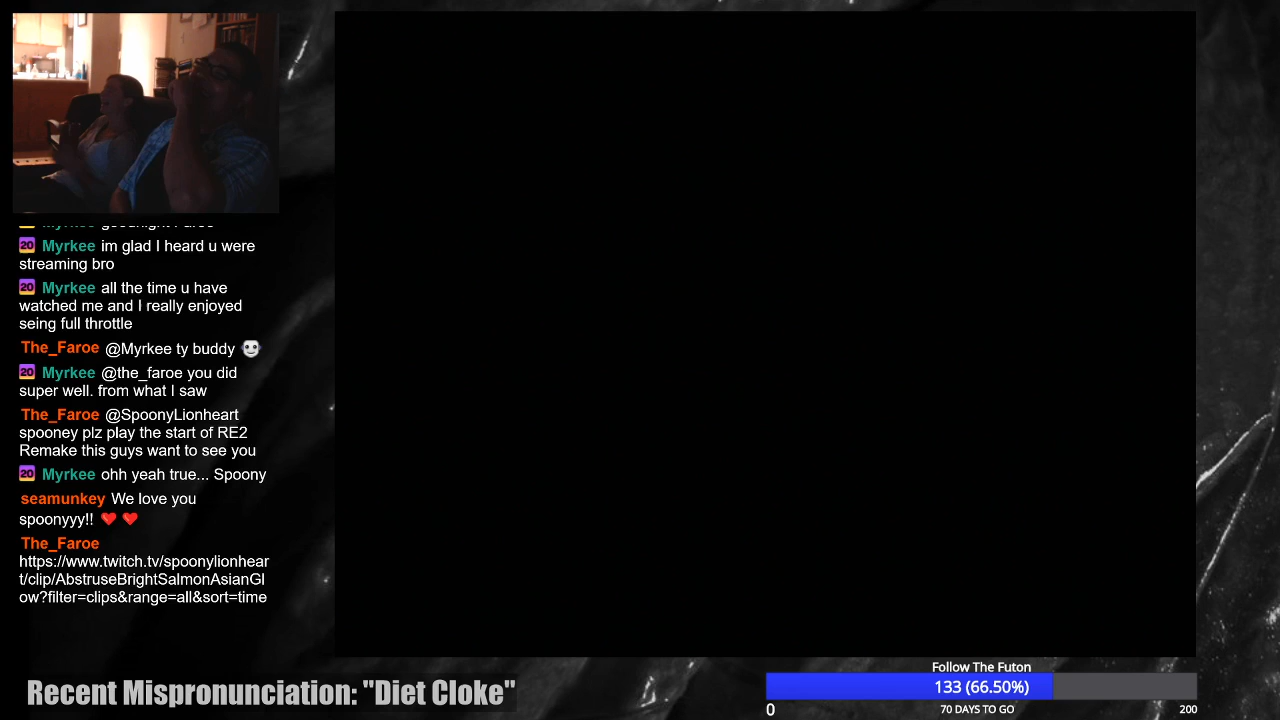 20 Myrkee im glad I heard u were
streaming bro
20 Myrkee all the time u have
watched me and I really enjoyed
seing full throttle
The_Faroe @Myrkee ty buddy
20 Myrkee @the_faroe you did
super well. from what I saw
The_Faroe @SpoonyLionheart
spooney plz play the start of RE2
Remake this guys want to see you
20 Myrkee ohh yeah true... Spoony
seamunkey We love you
spoonyyy!!
The_Faroe
https://www.twitch.tv/spoonylionhear
t/clip/AbstruseBrightSalmonAsianGl
ow?filter=clips&range=all&sort=time
Recent Mispronunciation: "Diet Cloke"
Follow The Futon
133 (66.50%)
0 70 DAYS TO GO 200